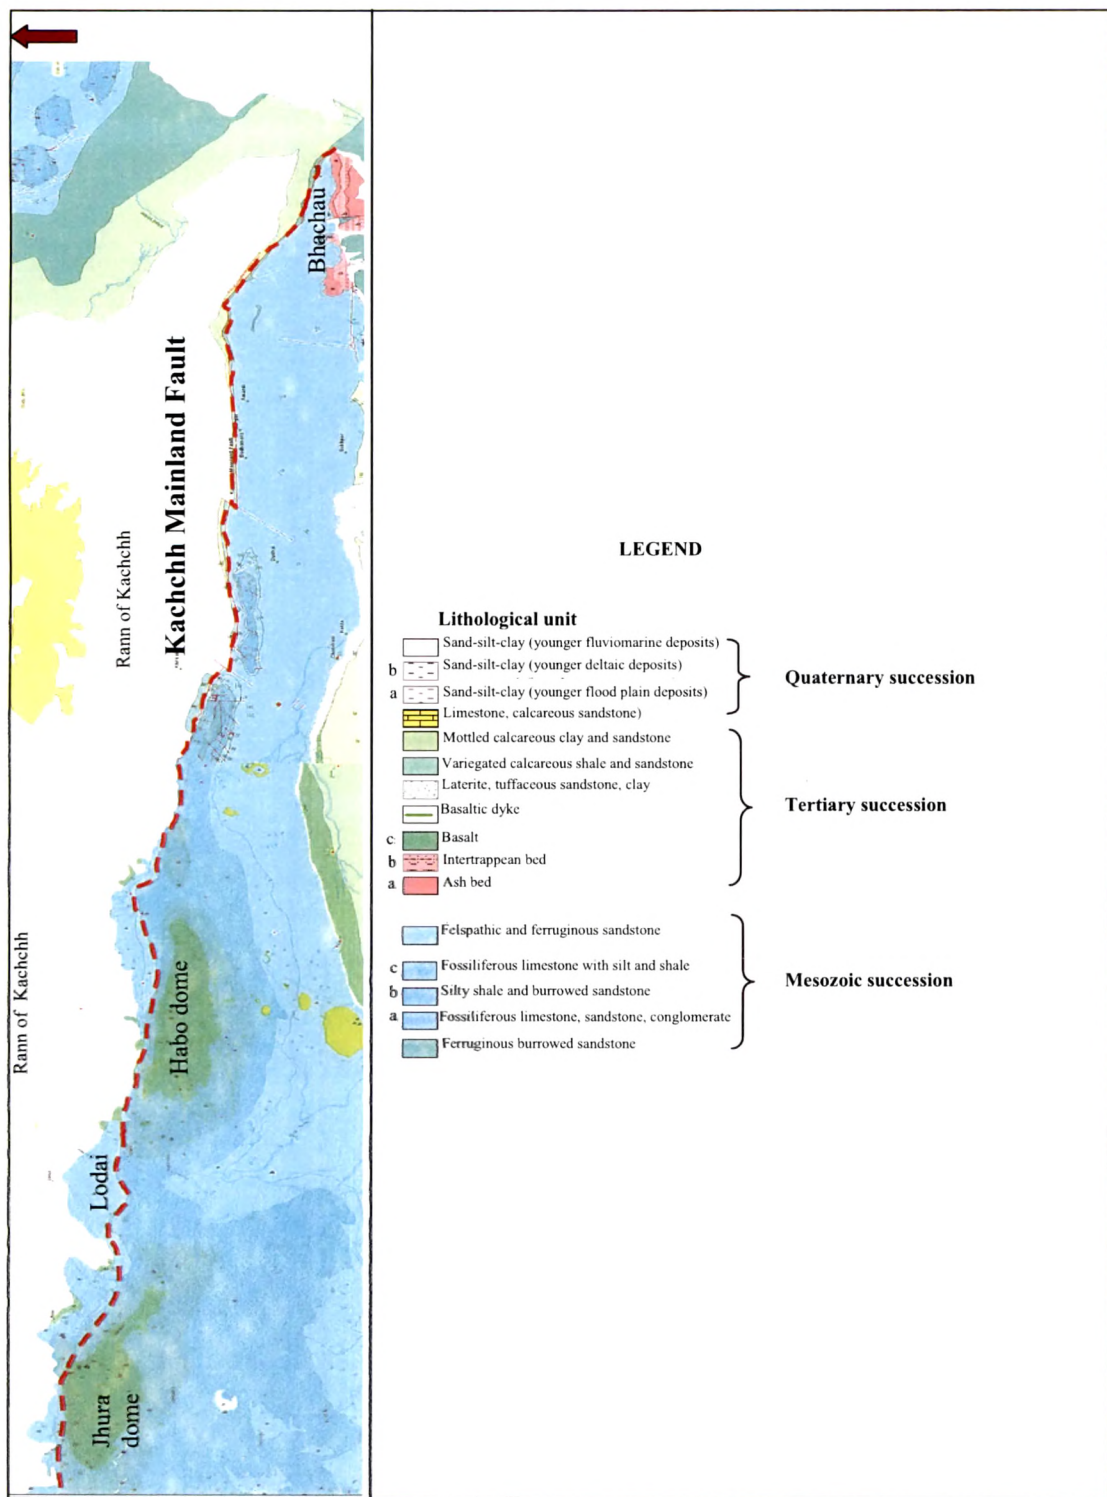 Bhachau
Kachchh Mainland Fault
Rann of Kachchh
Rann of Kachchh
Habo dome
Lodai
Jhura
dome
LEGEND
Lithological unit
Sand-silt-clay (younger fluviomarine deposits)
b Sand-silt-clay (younger deltaic deposits)
a Sand-silt-clay (younger flood plain deposits)
Limestone, calcareous sandstone)
Quaternary succession
Mottled calcareous clay and sandstone
Variegated calcareous shale and sandstone
Laterite, tuffaceous sandstone, clay
Basaltic dyke
c Basalt
b Intertrappean bed
a Ash bed
Tertiary succession
Felspathic and ferruginous sandstone
c Fossiliferous limestone with silt and shale
b Silty shale and burrowed sandstone
a Fossiliferous limestone, sandstone, conglomerate
Ferruginous burrowed sandstone
Mesozoic succession